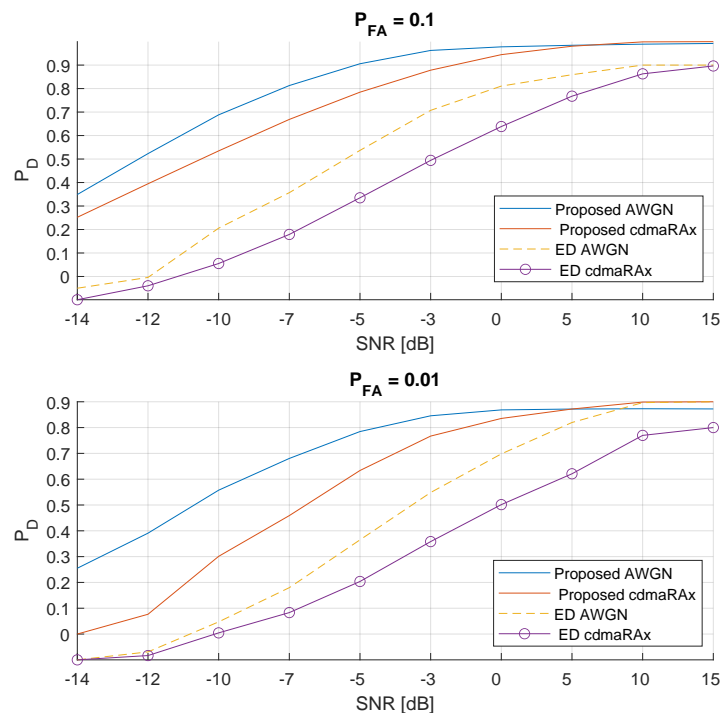 P_FA = 0.1
P_D
0.9
0.8
0.7
0.6
0.5
0.4
0.3
0.2
0.1
0
Proposed AWGN
Proposed cdmaRAx
ED AWGN
ED cdmaRAx
-14 -12 -10 -7 -5 -3 0 5 10 15
SNR [dB]
P_FA = 0.01
P_D
0.9
0.8
0.7
0.6
0.5
0.4
0.3
0.2
0.1
0
Proposed AWGN
Proposed cdmaRAx
ED AWGN
ED cdmaRAx
-14 -12 -10 -7 -5 -3 0 5 10 15
SNR [dB]